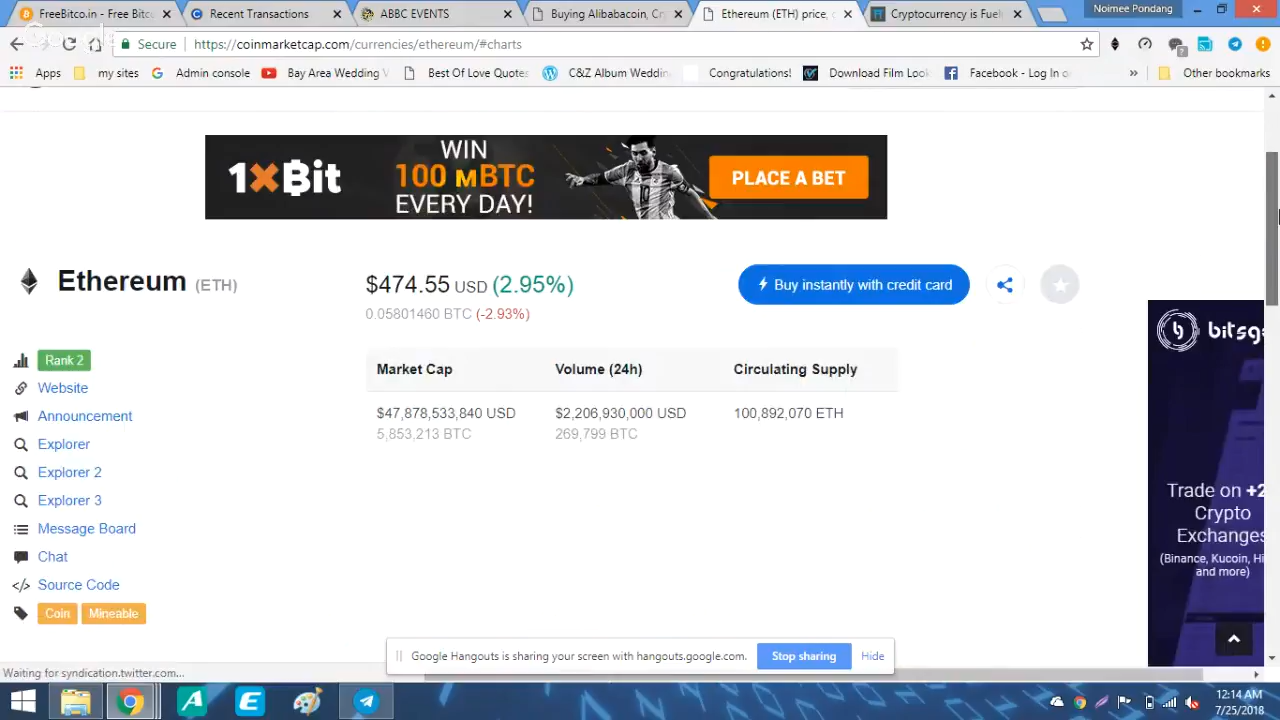 FreeBitco.in - Free Bitc
Recent Transactions
ABBC EVENTS
Buying Alibabacoin, Cr
Ethereum (ETH) price, c
Cryptocurrency is Fuel
Noimee Pondang
Secure
https://coinmarketcap.com/currencies/ethereum/#charts
Apps
my sites
Admin console
Bay Area Wedding V
Best of Love Quotes
C&Z Album Weddin
Congratulations!
Download Film Look
Facebook - Log In o
Other bookmarks
1xBit
WIN
100 mBTC
EVERY DAY!
PLACE A BET
Ethereum (ETH)
$474.55 USD (2.95%)
0.05801460 BTC (-2.93%)
Buy instantly with credit card
Rank 2
Website
Announcement
Explorer
Explorer 2
Explorer 3
Message Board
Chat
Source Code
Coin Mineable
Market Cap Volume (24h) Circulating Supply
$47,878,533,840 USD $2,206,930,000 USD 100,892,070 ETH
5,853,213 BTC 269,799 BTC
bitsg
Trade on +2
Crypto
Exchanges
(Binance, Kucoin, Hi
and more)
Google Hangouts is sharing your screen with hangouts.google.com.
Stop sharing
Hide
Waiting for syndication.twitter.com...
12:14 AM
7/25/2018